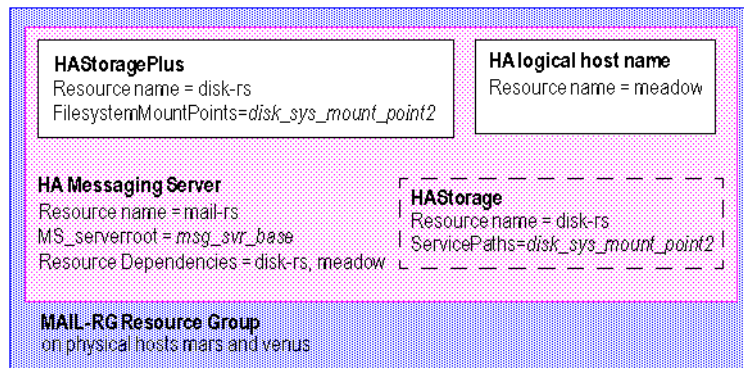 HAStoragePlus
Resource name = disk-rs
FilesystemMountPoints=disk_sys_mount_point2
HA logical host name
Resource name = meadow
HA Messaging Server
Resource name = mail-rs
MS_serverroot = msg_svr_base
Resource Dependencies = disk-rs, meadow
HAStorage
Resource name = disk-rs
ServicePaths=disk_sys_mount_point2
MAIL-RG Resource Group
on physical hosts mars and venus